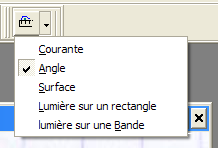 Courante
Angle
Surface
Lumière sur un rectangle
lumière sur une Bande